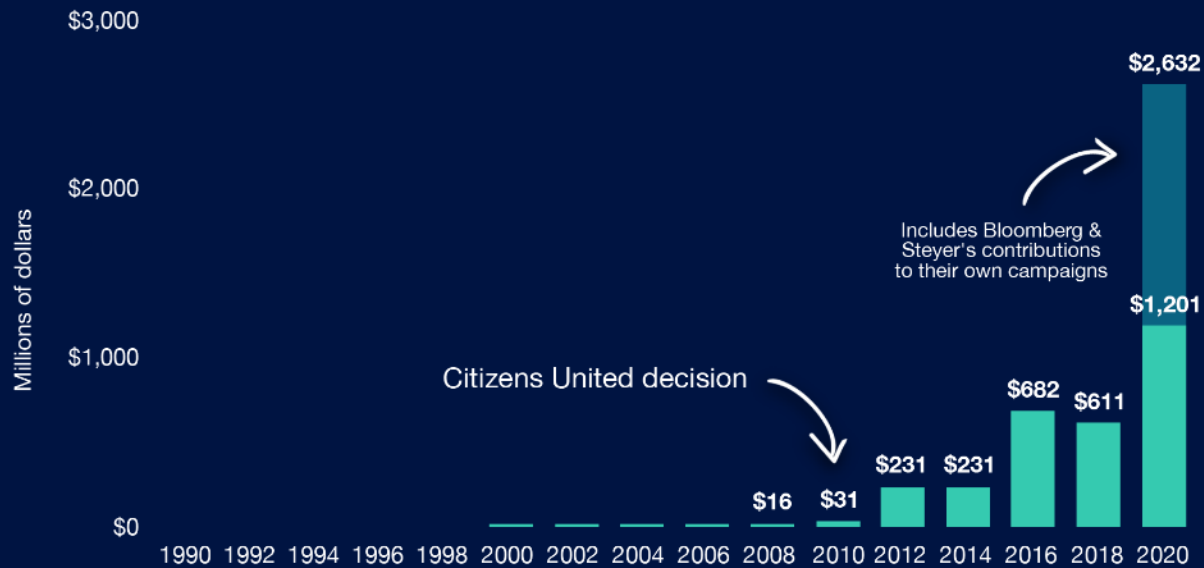 $3,000
$2,632
$2,000
Includes Bloomberg &
Steyer's contributions
to their own campaigns
Millions of dollars
$1,201
$1,000
Citizens United decision
$682
$611
$231
$231
$16
$31
$0
1990 1992 1994 1996 1998 2000 2002 2004 2006 2008 2010 2012 2014 2016 2018 2020